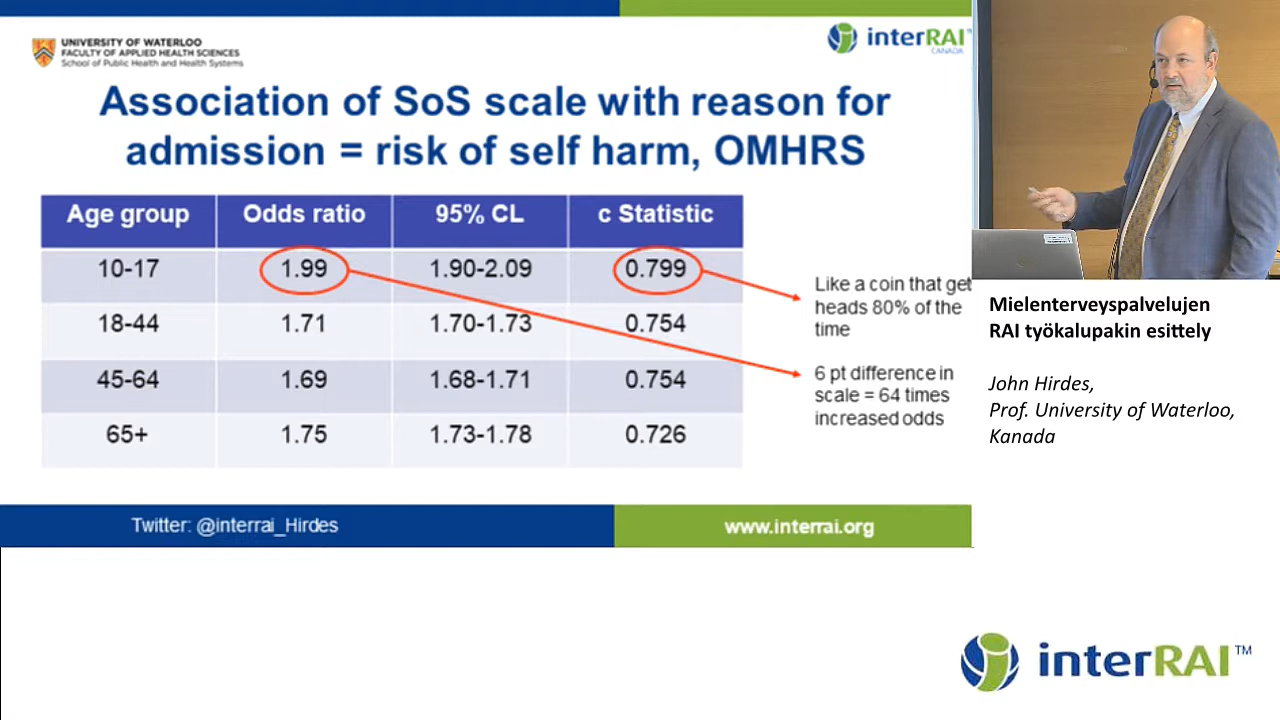 UNIVERSITY OF WATERLOO
FACULTY OF APPLIED HEALTH SCIENCES
School of Public Health and Health Systems
interRAI
CANADA
Association of SoS scale with reason for
admission = risk of self harm, OMHRS
Age group Odds ratio 95% CL c Statistic
10-17 1.99 1.90-2.09 0.799
18-44 1.71 1.70-1.73 0.754
45-64 1.69 1.68-1.71 0.754
65+ 1.75 1.73-1.78 0.726
Like a coin that get
heads 80% of the
time
6 pt difference in
scale = 64 times
increased odds
Twitter: @interrai_Hirdes
www.interrai.org
Mielenterveyspalvelujen
RAI työkalupakin esittely
John Hirdes,
Prof. University of Waterloo,
Kanada
interRAI™